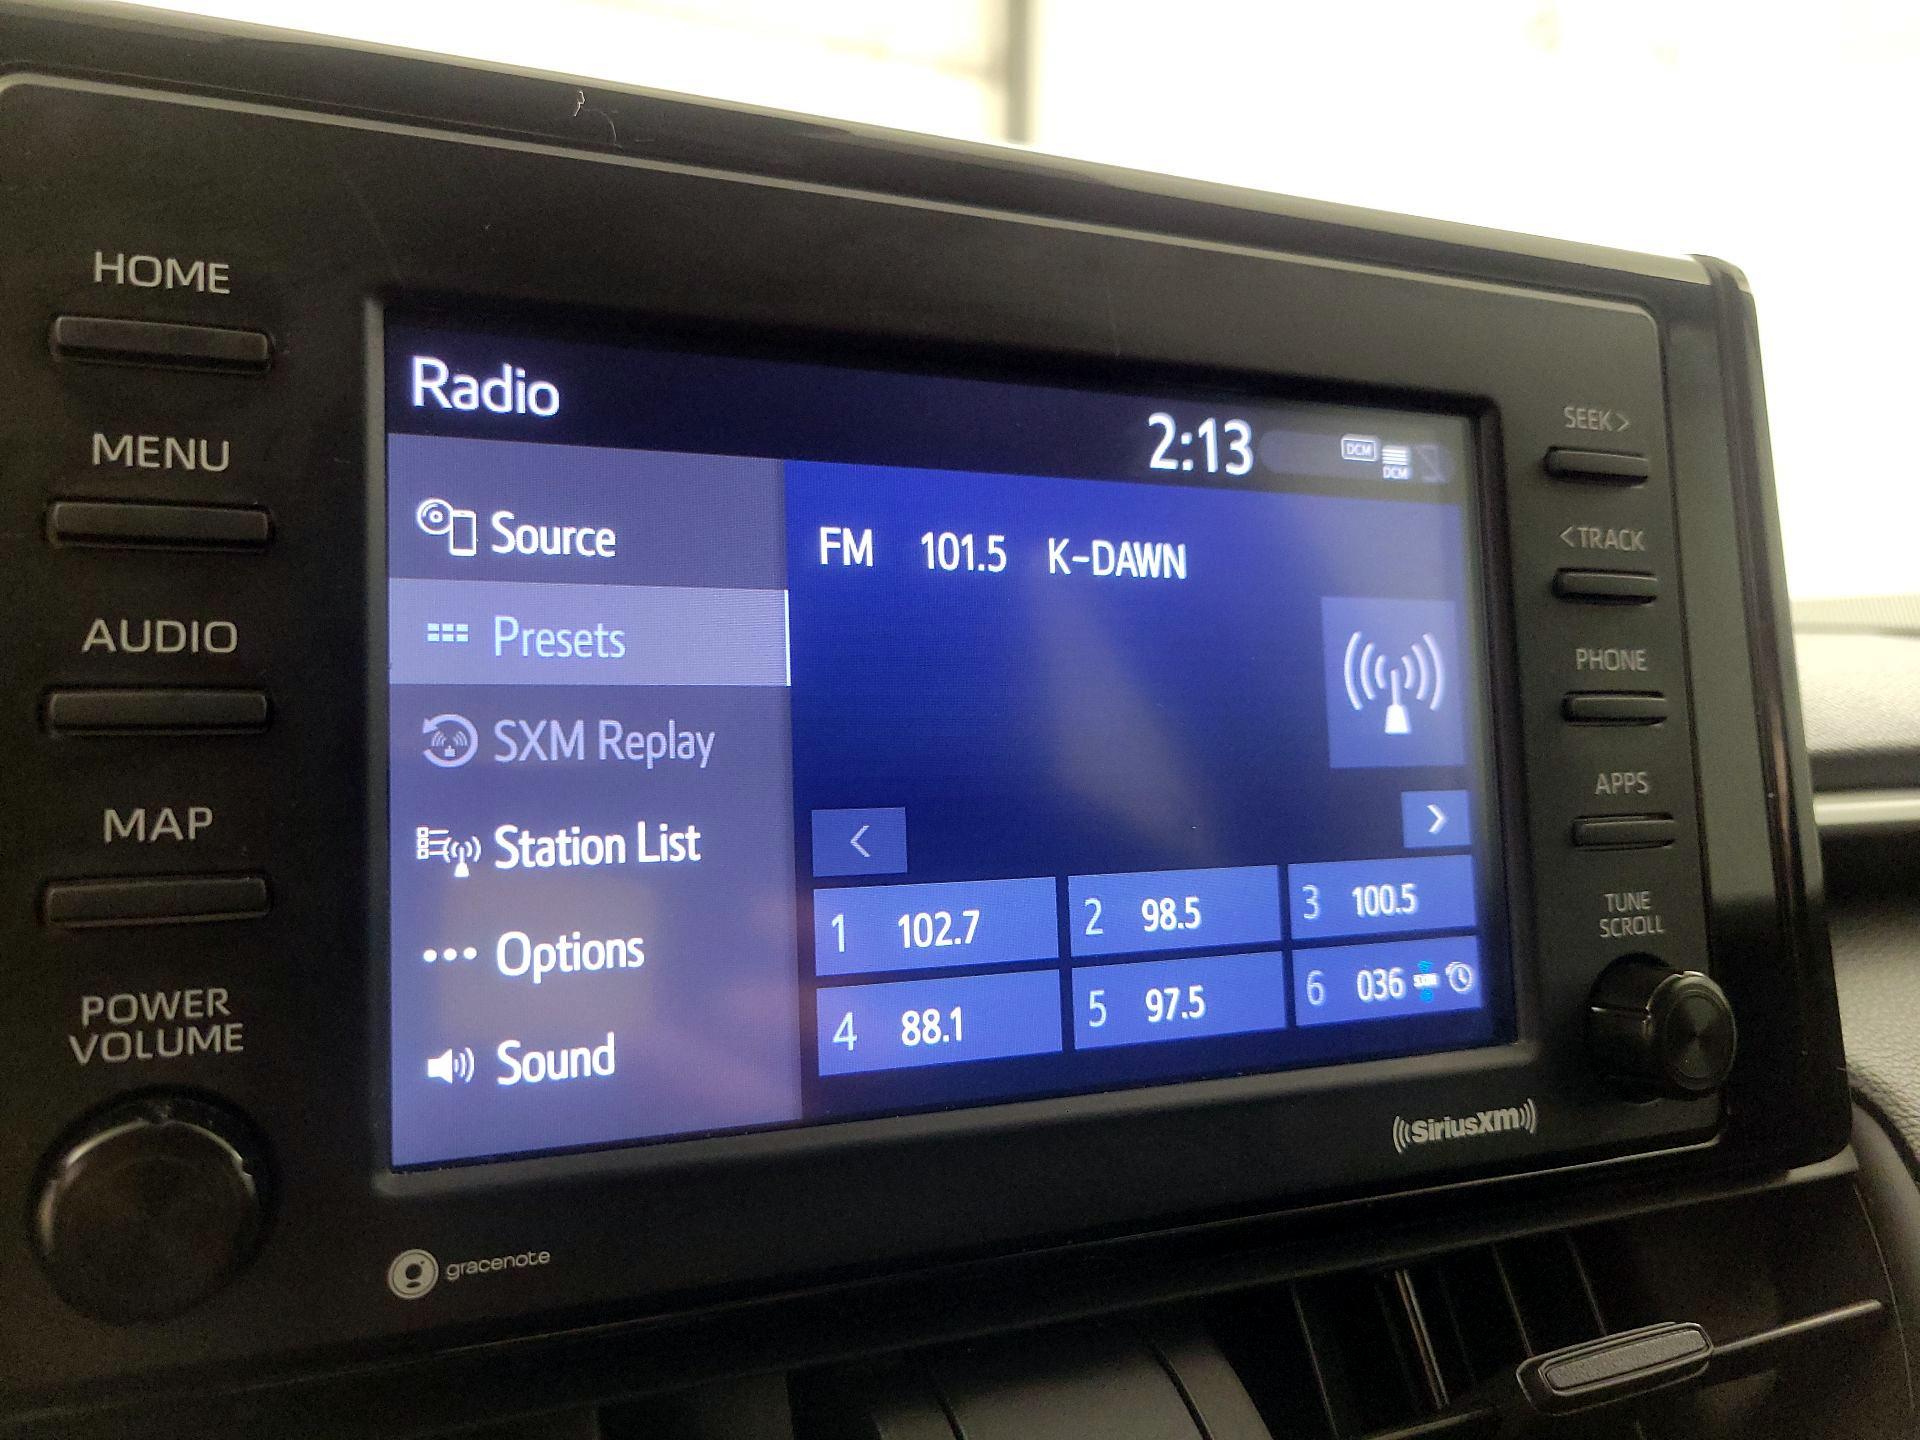 HOME
MENU
AUDIO
MAP
POWER
VOLUME
Radio
2:13
DCM
DCM
Source
Presets
SXM Replay
Station List
Options
Sound
FM 101.5 K-DAWN
<
>
1 102.7
2 98.5
3 100.5
4 88.1
5 97.5
6 036 SXM
SEEK >
< TRACK
PHONE
APPS
TUNE
SCROLL
gracenote
((SiriusXM))